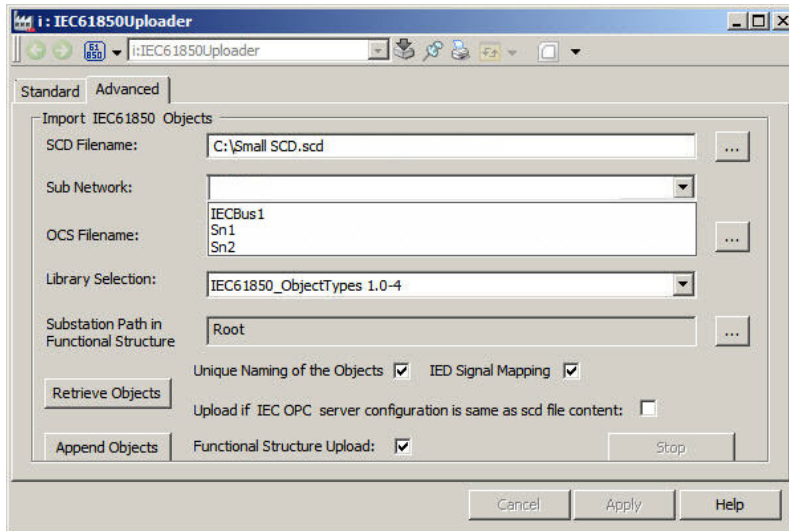 i: IEC61850Uploader
61
850
i:IEC61850Uploader
Standard
Advanced
Import IEC61850 Objects
SCD Filename:
C:\Small SCD.scd
...
Sub Network:
IECBus1
Sn1
Sn2
OCS Filename:
...
Library Selection:
IEC61850_ObjectTypes 1.0-4
Substation Path in
Functional Structure
Root
...
Unique Naming of the Objects
IED Signal Mapping
Retrieve Objects
Upload if IEC OPC server configuration is same as scd file content:
Append Objects
Functional Structure Upload:
Stop
Cancel
Apply
Help